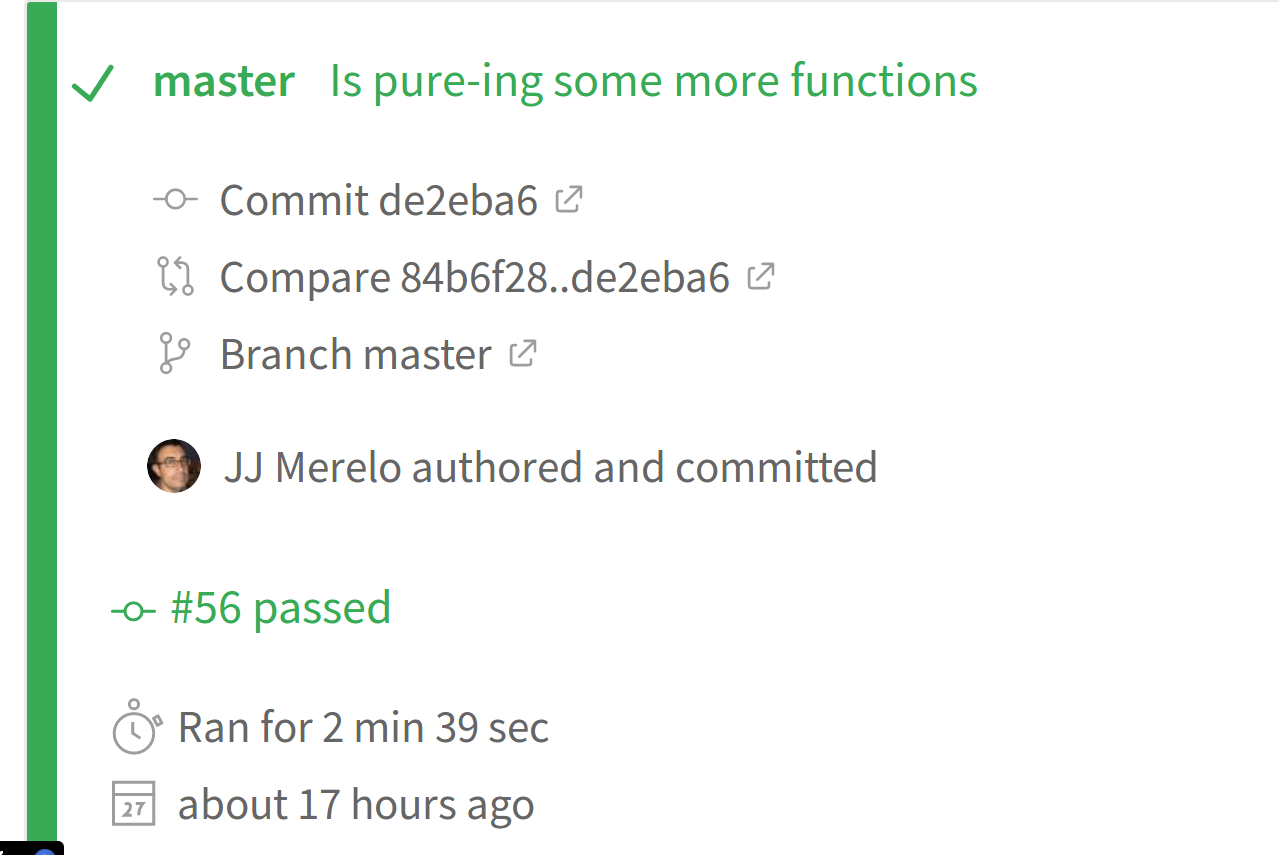 master Is pure-ing some more functions
Commit de2eba6
Compare 84b6f28..de2eba6
Branch master
JJ Merelo authored and committed
#56 passed
Ran for 2 min 39 sec
27 about 17 hours ago